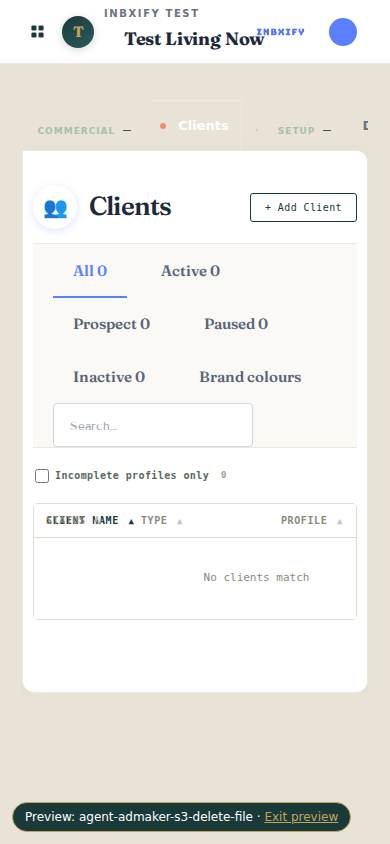 INBXIFY TEST
T
Test Living Now
INBXIFY
COMMERCIAL —
Clients
SETUP —
Clients
+ Add Client
All 0
Active 0
Prospect 0
Paused 0
Inactive 0
Brand colours
Search…
Incomplete profiles only 0
NAME ▲ TYPE ▲ PROFILE ▲
No clients match
Preview: agent-admaker-s3-delete-file · Exit preview